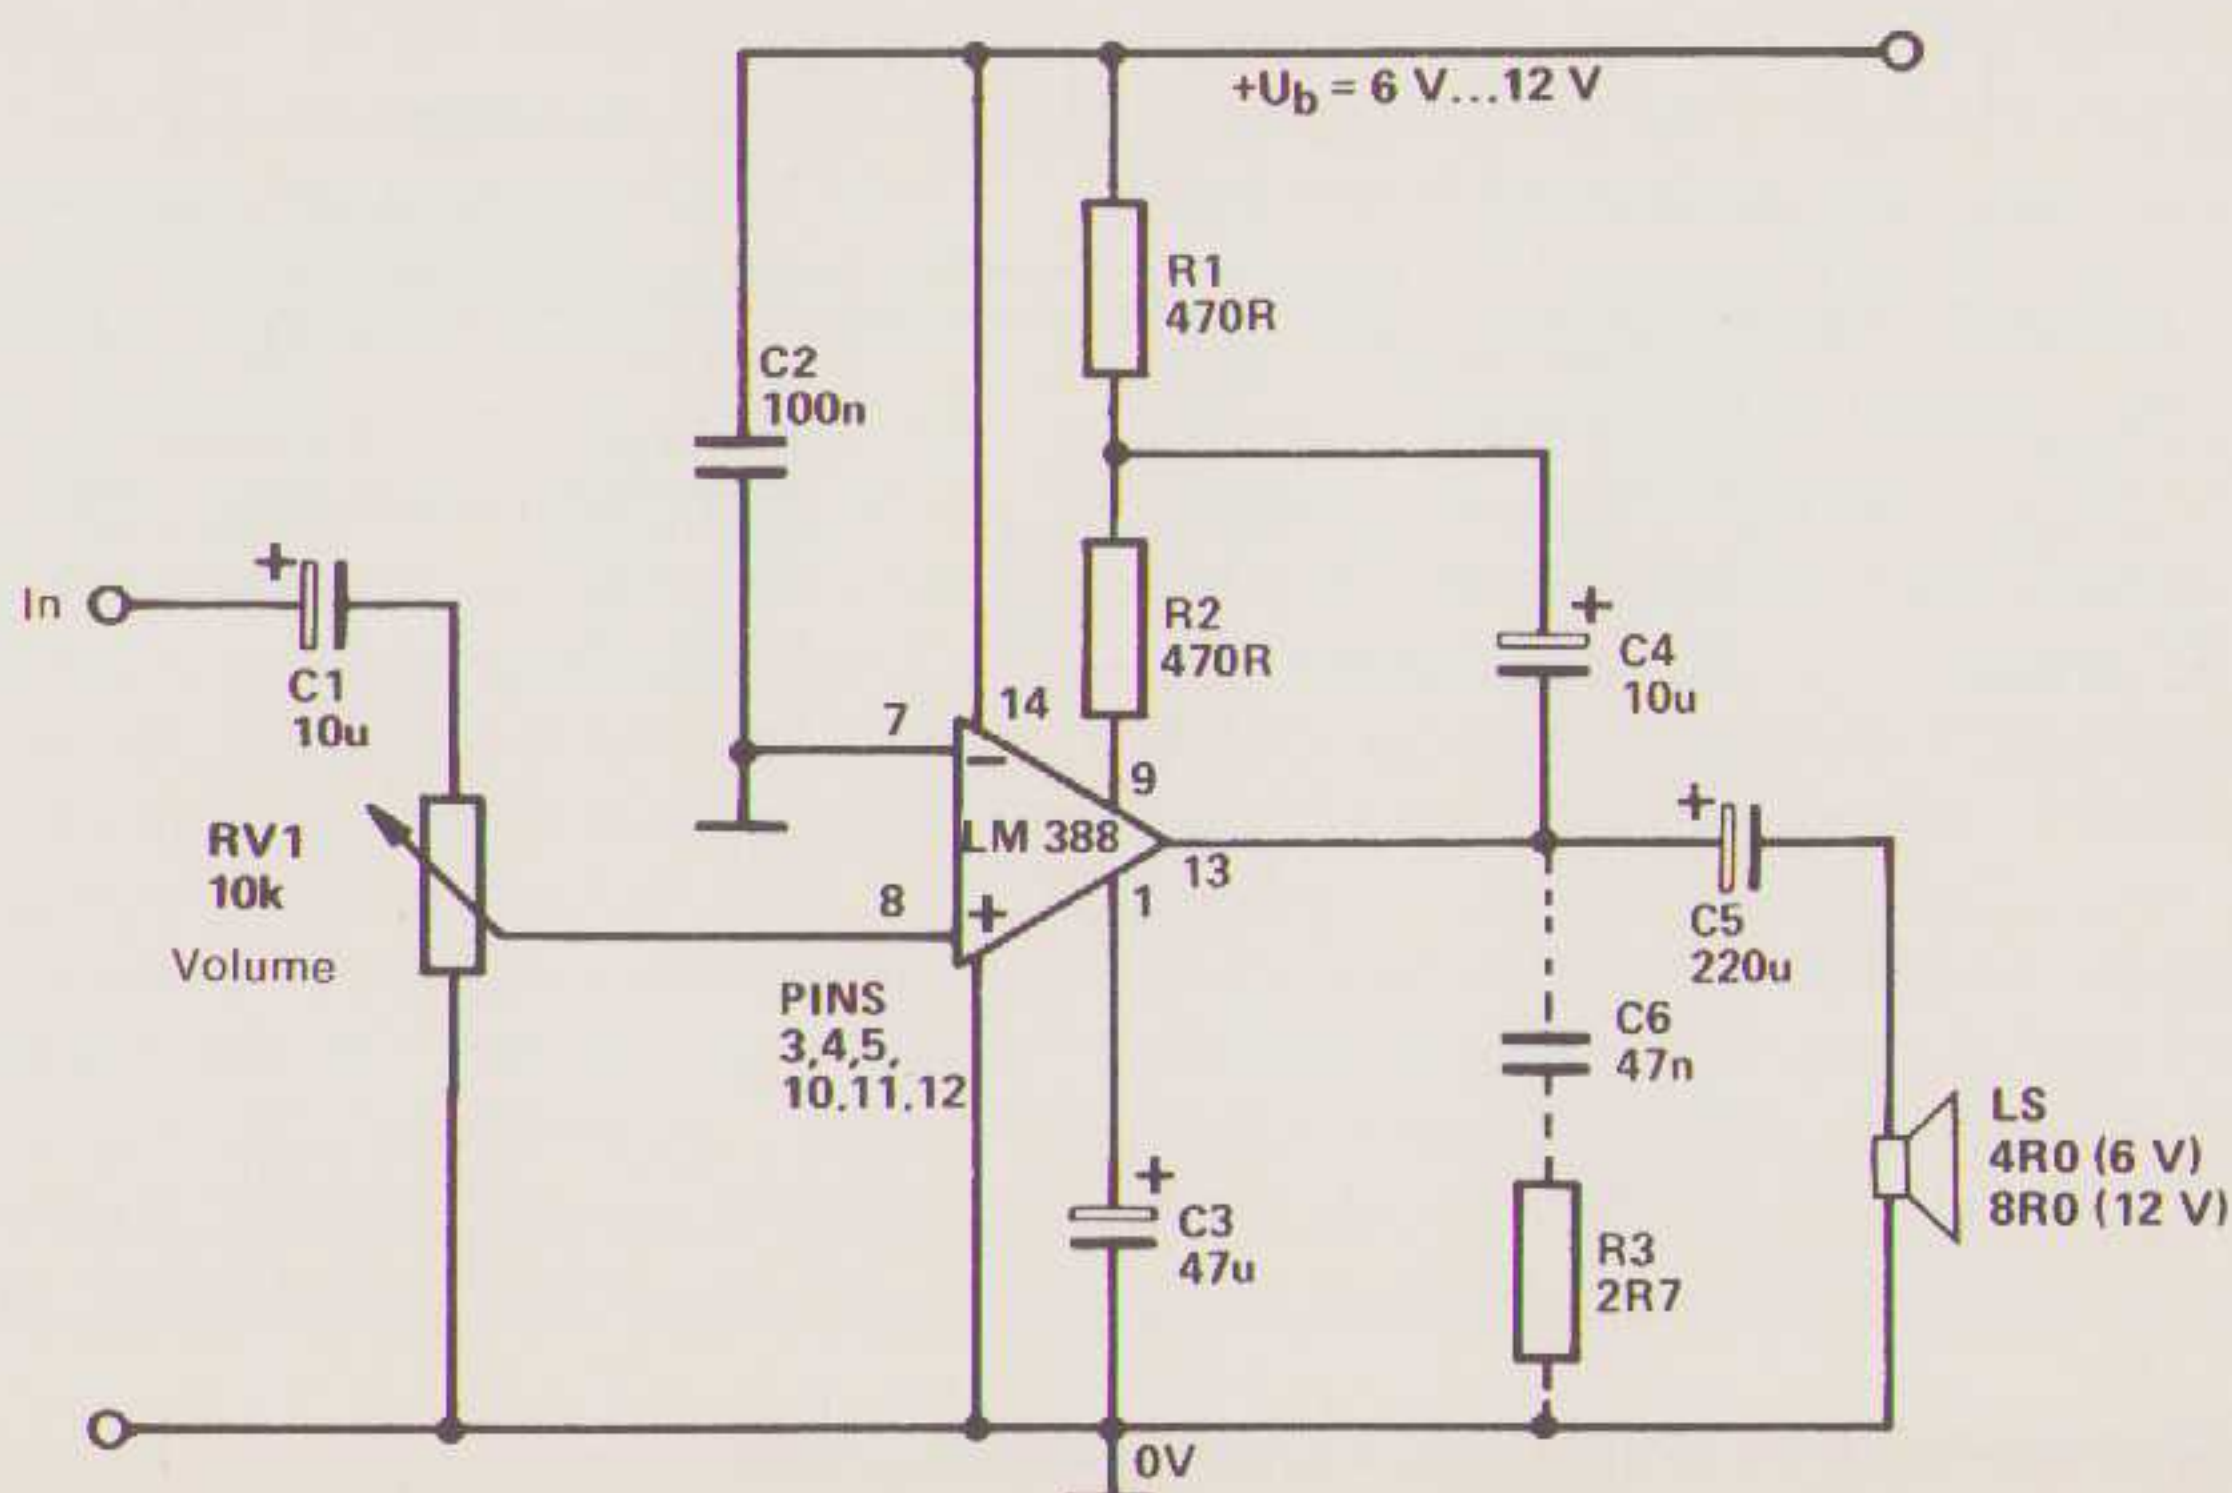 +Ub = 6 V...12 V
R1
470R
C2
100n
+
In
C1
10u
R2
470R
+
C4
10u
7
14
9
RV1
10k
Volume
−
LM 388
+
8
13
1
+
C5
220u
PINS
3,4,5,
10.11.12
C6
47n
+
C3
47u
R3
2R7
LS
4R0 (6 V)
8R0 (12 V)
0V